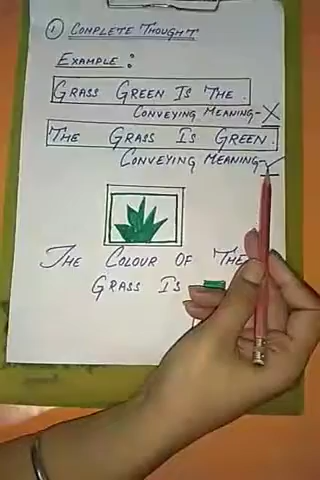 ① COMPLETE THOUGHT
EXAMPLE:
GRASS GREEN IS THE.
CONVEYING MEANING-X
THE GRASS IS GREEN.
CONVEYING MEANING-✓
THE COLOUR OF THE
GRASS IS